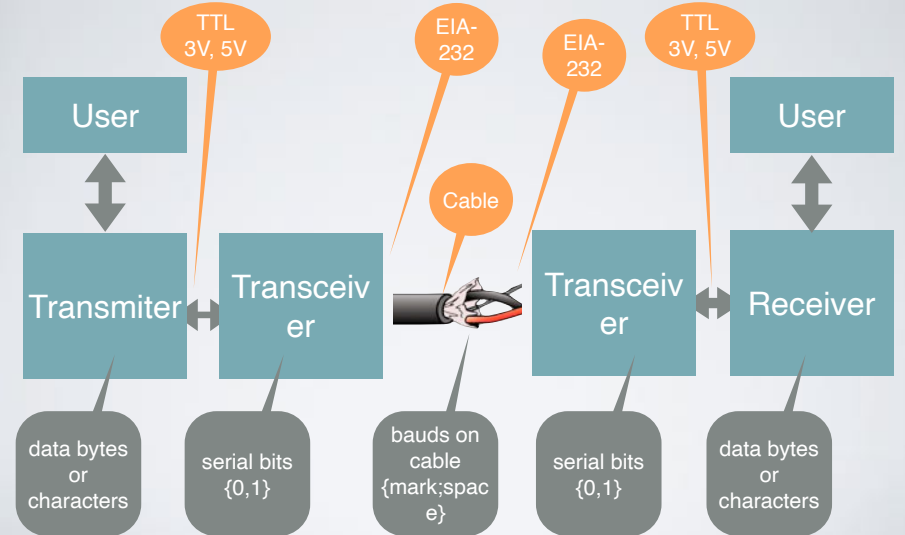 TTL
3V, 5V
EIA-
232
EIA-
232
TTL
3V, 5V
User
User
Cable
Transmiter
Transceiv
er
Transceiv
er
Receiver
data bytes
or
characters
serial bits
{0,1}
bauds on
cable
{mark;spac
e}
serial bits
{0,1}
data bytes
or
characters